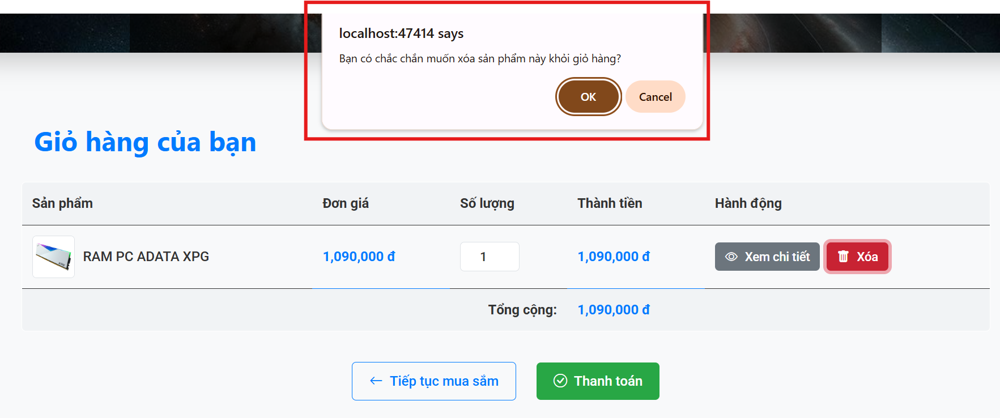 localhost:47414 says
Bạn có chắc chắn muốn xóa sản phẩm này khỏi giỏ hàng?
OK Cancel
Giỏ hàng của bạn
Sản phẩm Đơn giá Số lượng Thành tiền Hành động
RAM PC ADATA XPG 1,090,000 đ 1 1,090,000 đ Xem chi tiết Xóa
Tổng cộng: 1,090,000 đ
Tiếp tục mua sắm Thanh toán